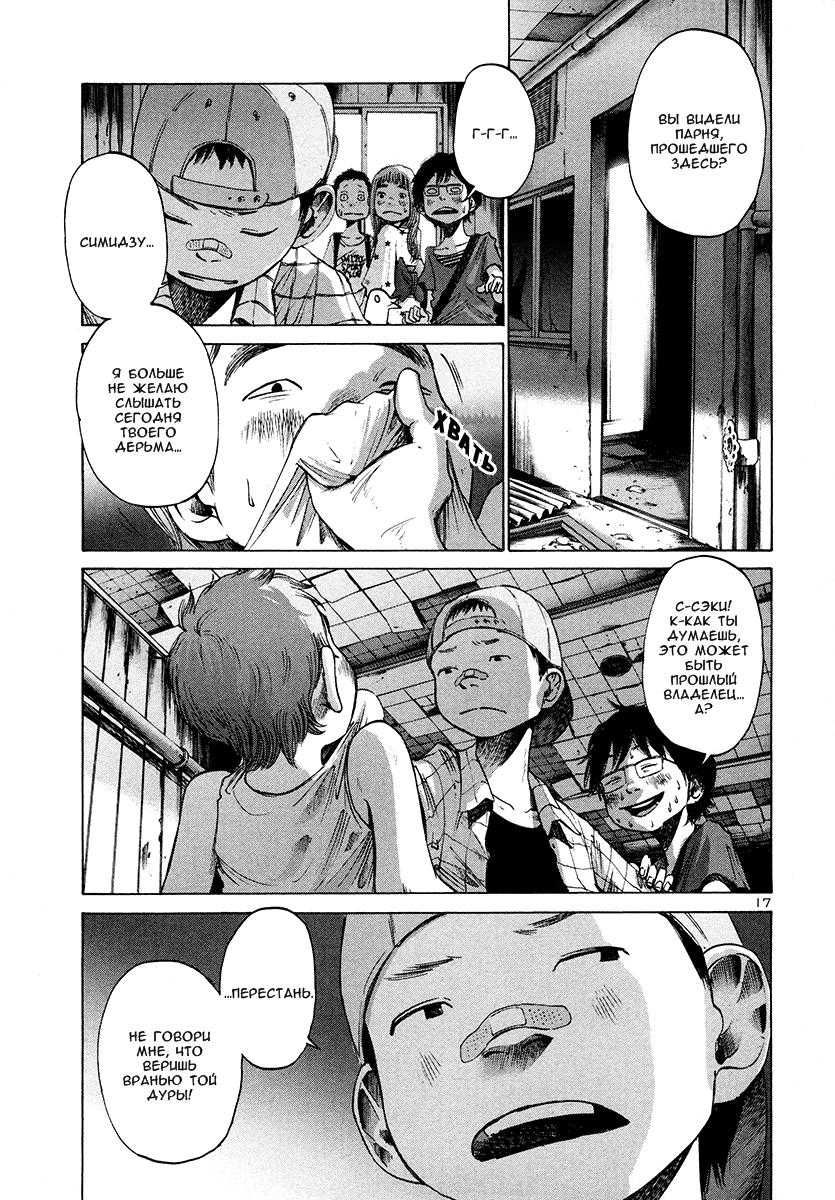 ВЫ ВИДЕЛИ
ПАРНЯ,
ПРОШЕДШЕГО
ЗДЕСЬ?
Г-Г-Г...
СИМИДЗУ...
Я БОЛЬШЕ
НЕ ЖЕЛАЮ
СЛЫШАТЬ
СЕГОДНЯ
ТВОЕГО
ДЕРЬМА...
ХВАТЬ
С-СЭКИ!
К-КАК ТЫ
ДУМАЕШЬ,
ЭТО МОЖЕТ
БЫТЬ
ПРОШЛЫЙ
ВЛАДЕЛЕЦ...
А?
17
...ПЕРЕСТАНЬ.
НЕ ГОВОРИ
МНЕ, ЧТО
ВЕРИШЬ
ВРАНЬЮ ТОЙ
ДУРЫ!